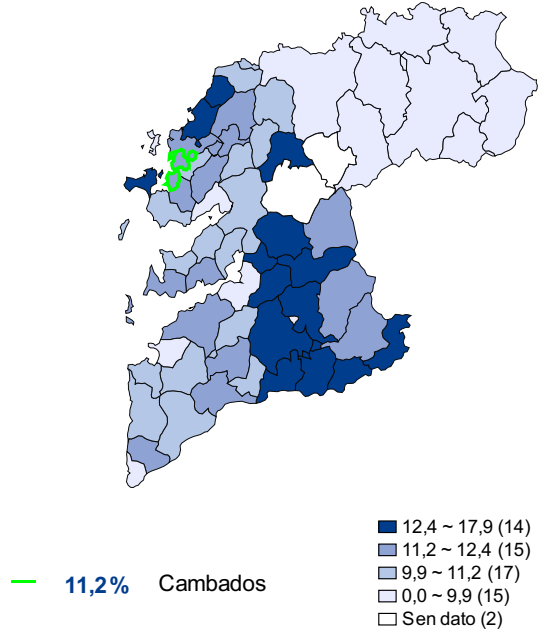 12,4 ~ 17,9 (14)
11,2 ~ 12,4 (15)
9,9 ~ 11,2 (17)
0,0 ~ 9,9 (15)
Sen dato (2)
11,2% Cambados